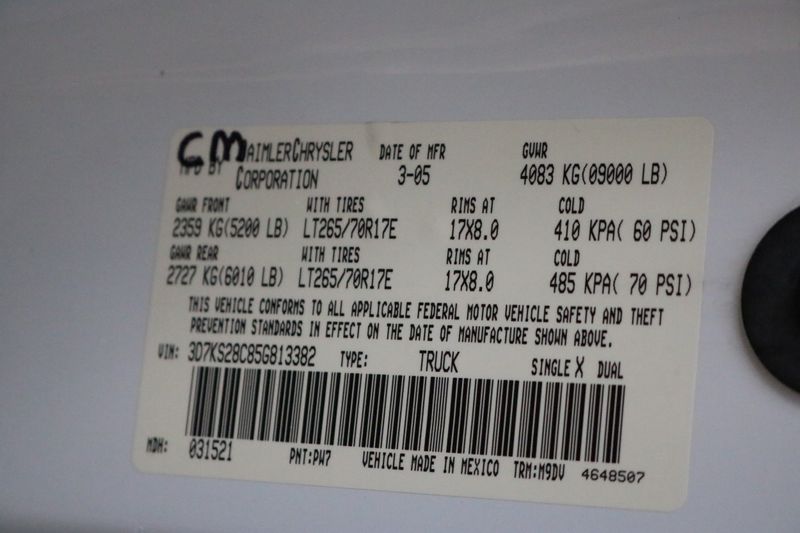 CM
MFD BY DAIMLERCHRYSLER CORPORATION DATE OF MFR 3-05 GVWR 4083 KG(09000 LB)
GAWR FRONT WITH TIRES RIMS AT COLD
2359 KG(5200 LB) LT265/70R17E 17X8.0 410 KPA( 60 PSI)
GAWR REAR WITH TIRES RIMS AT COLD
2727 KG(6010 LB) LT265/70R17E 17X8.0 485 KPA( 70 PSI)
THIS VEHICLE CONFORMS TO ALL APPLICABLE FEDERAL MOTOR VEHICLE SAFETY AND THEFT
PREVENTION STANDARDS IN EFFECT ON THE DATE OF MANUFACTURE SHOWN ABOVE.
VIN: 3D7KS28C85G813382 TYPE: TRUCK SINGLE X DUAL
MDH: 031521 PNT:PW7 VEHICLE MADE IN MEXICO TRM:M9DV 4648507